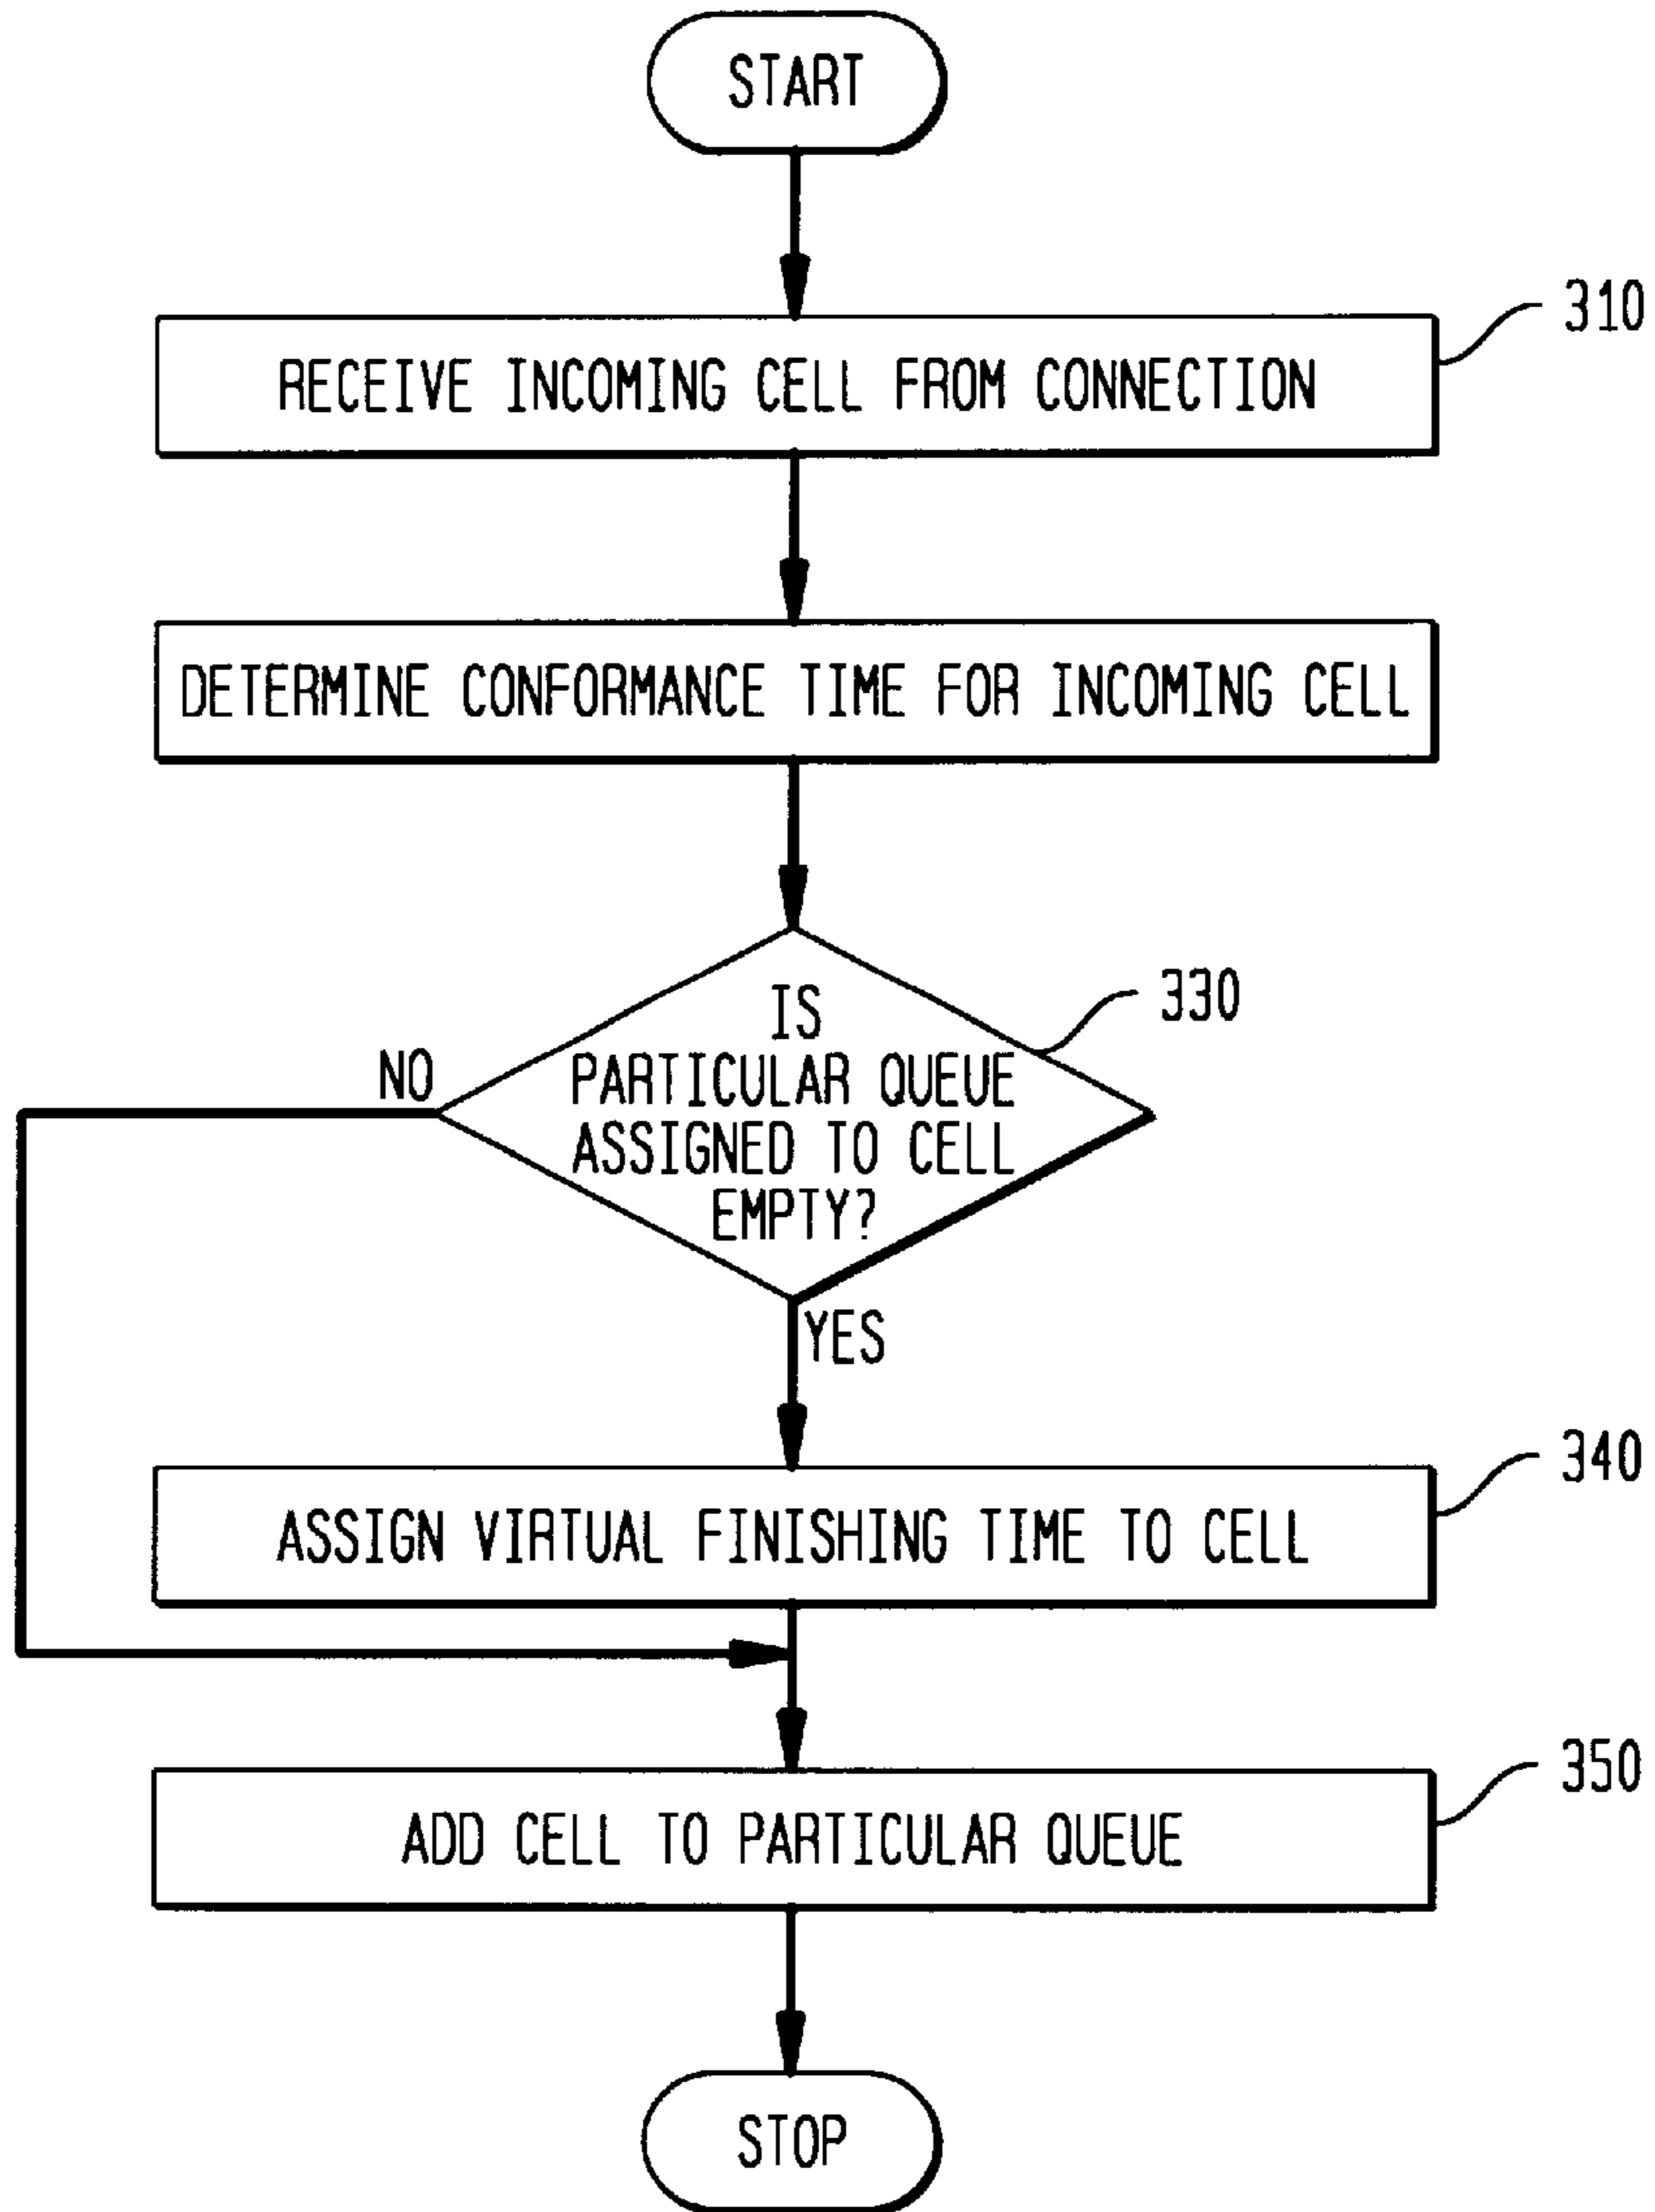 START
310
RECEIVE INCOMING CELL FROM CONNECTION
DETERMINE CONFORMANCE TIME FOR INCOMING CELL
330
IS
PARTICULAR QUEUE
ASSIGNED TO CELL
EMPTY?
NO
YES
340
ASSIGN VIRTUAL FINISHING TIME TO CELL
350
ADD CELL TO PARTICULAR QUEUE
STOP